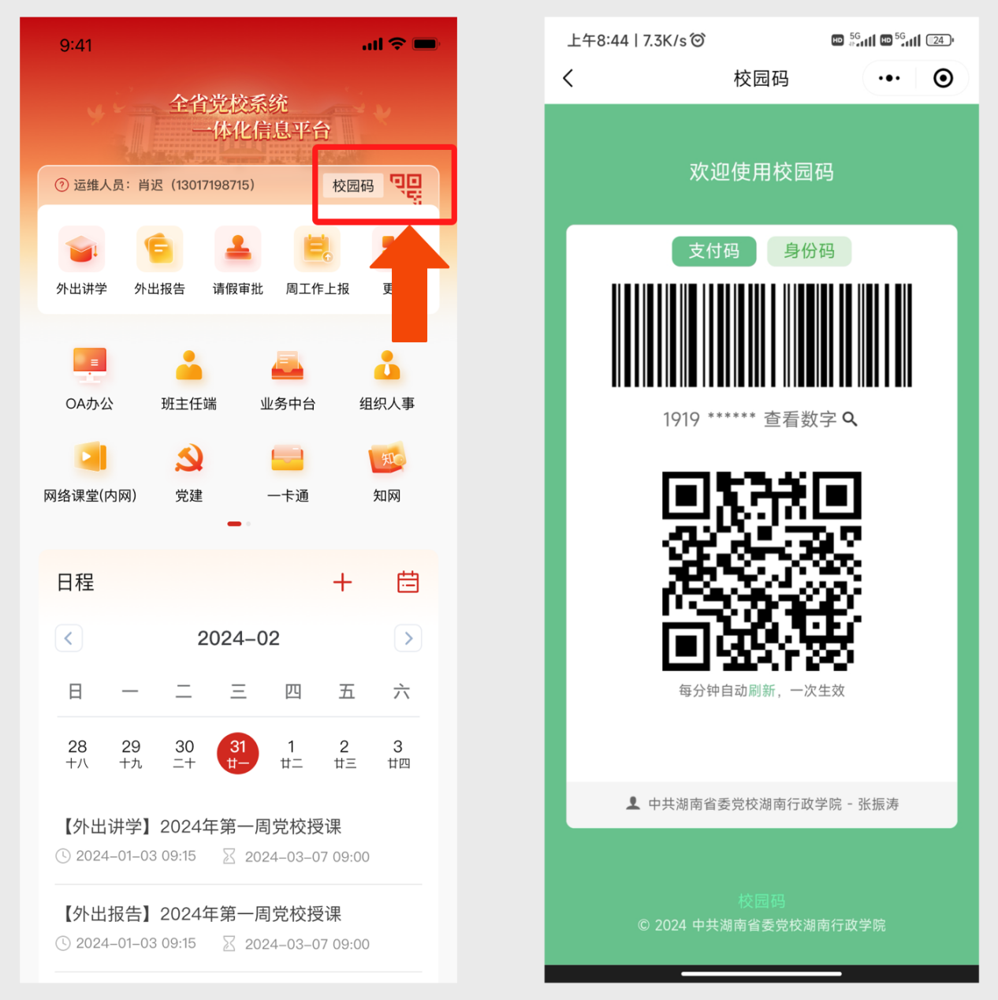 9:41
全省党校系统
一体化信息平台
运维人员：肖迟（13017198715）
校园码
外出讲学
外出报告
请假审批
周工作上报
更
OA办公
班主任端
业务中台
组织人事
知
网络课堂(内网)
党建
一卡通
知网
日程
2024-02
日 一 二 三 四 五 六
28 29 30 31 1 2 3
十八 十九 二十 廿一 廿二 廿三 廿四
【外出讲学】2024年第一周党校授课
2024-01-03 09:15 2024-03-07 09:00
【外出报告】2024年第一周党校授课
2024-01-03 09:15 2024-03-07 09:00
上午8:44 | 7.3K/s
HD 5G HD 5G 24
校园码
欢迎使用校园码
支付码 身份码
1919 ****** 查看数字
每分钟自动刷新，一次生效
中共湖南省委党校湖南行政学院 - 张振涛
校园码
© 2024 中共湖南省委党校湖南行政学院